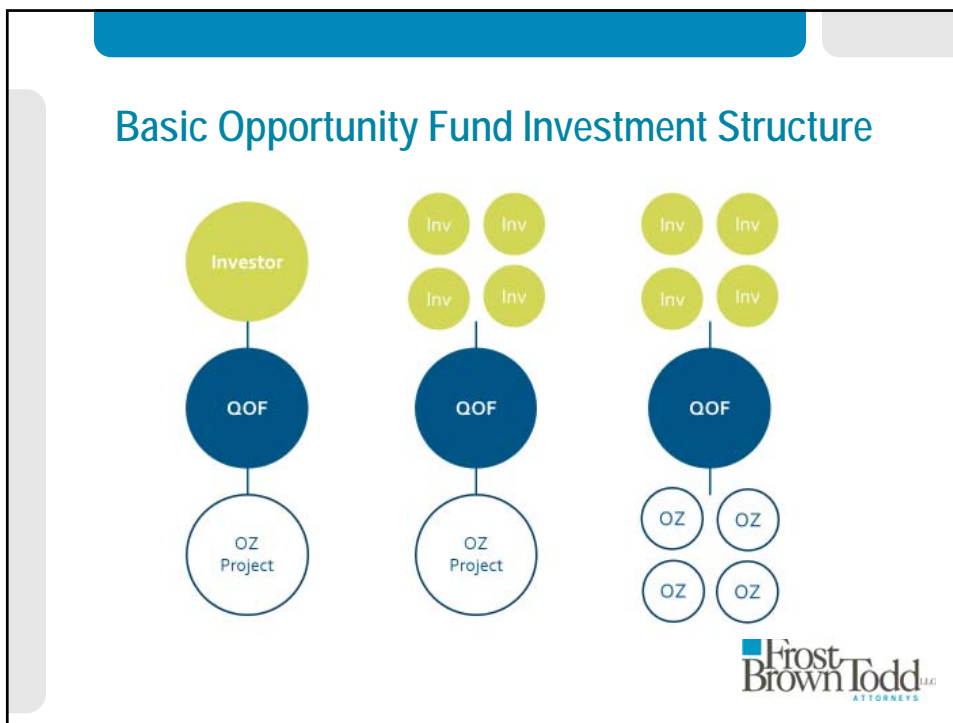 Basic Opportunity Fund Investment Structure
Investor
QOF
OZ
Project
Inv Inv
Inv Inv
QOF
OZ
Project
Inv Inv
Inv Inv
QOF
OZ OZ
OZ OZ
Frost
Brown Todd LLC
ATTORNEYS